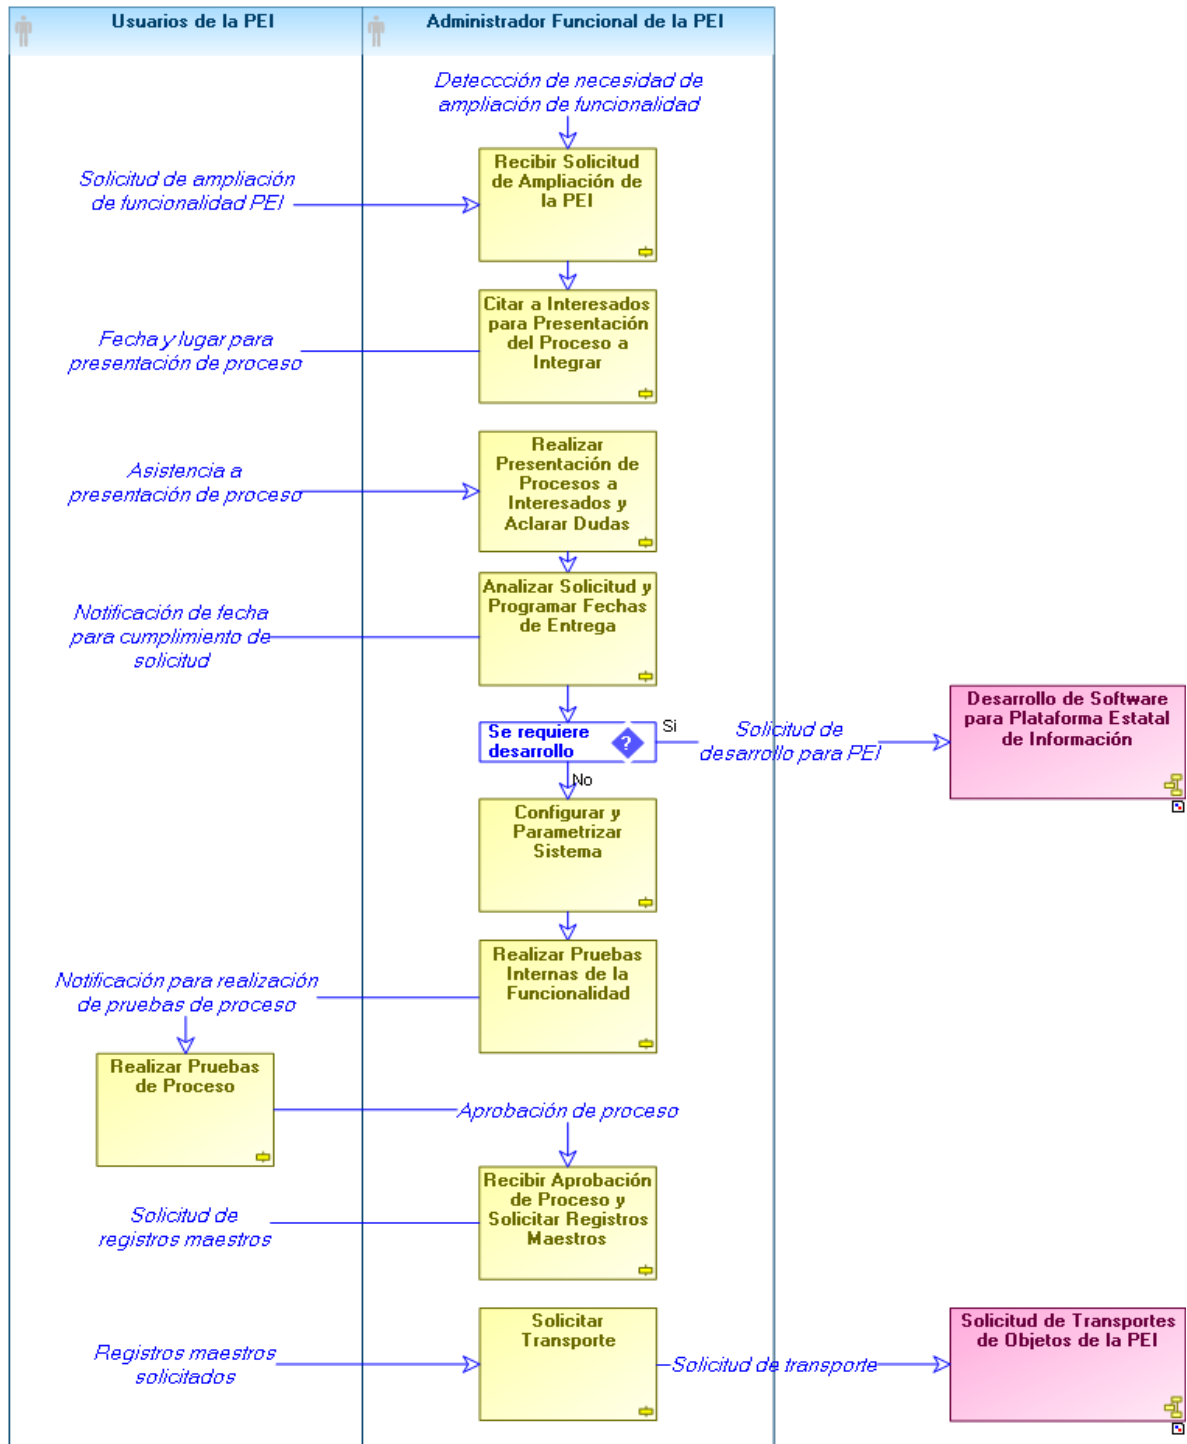 Usuarios de la PEI
Administrador Funcional de la PEI
Deteccción de necesidad de
ampliación de funcionalidad
Solicitud de ampliación
de funcionalidad PEI
Recibir Solicitud
de Ampliación de
la PEI
Fecha y lugar para
presentación de proceso
Citar a Interesados
para Presentación
del Proceso a
Integrar
Asistencia a
presentación de proceso
Realizar
Presentación de
Procesos a
Interesados y
Aclarar Dudas
Notificación de fecha
para cumplimiento de
solicitud
Analizar Solicitud y
Programar Fechas
de Entrega
Se requiere
desarrollo
?
Si
Solicitud de
desarrollo para PEI
Desarrollo de Software
para Plataforma Estatal
de Información
No
Configurar y
Parametrizar
Sistema
Notificación para realización
de pruebas de proceso
Realizar Pruebas
Internas de la
Funcionalidad
Realizar Pruebas
de Proceso
Aprobación de proceso
Solicitud de
registros maestros
Recibir Aprobación
de Proceso y
Solicitar Registros
Maestros
Registros maestros
solicitados
Solicitar
Transporte
Solicitud de transporte
Solicitud de Transportes
de Objetos de la PEI